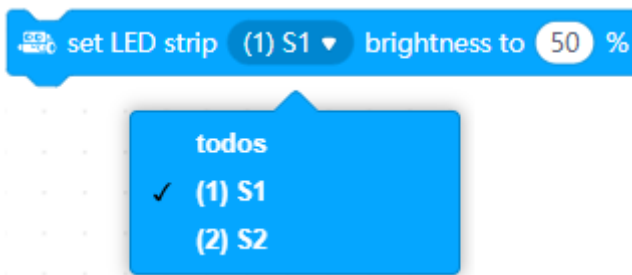 set LED strip (1) S1 ▾ brightness to 50 %
todos
✓ (1) S1
(2) S2